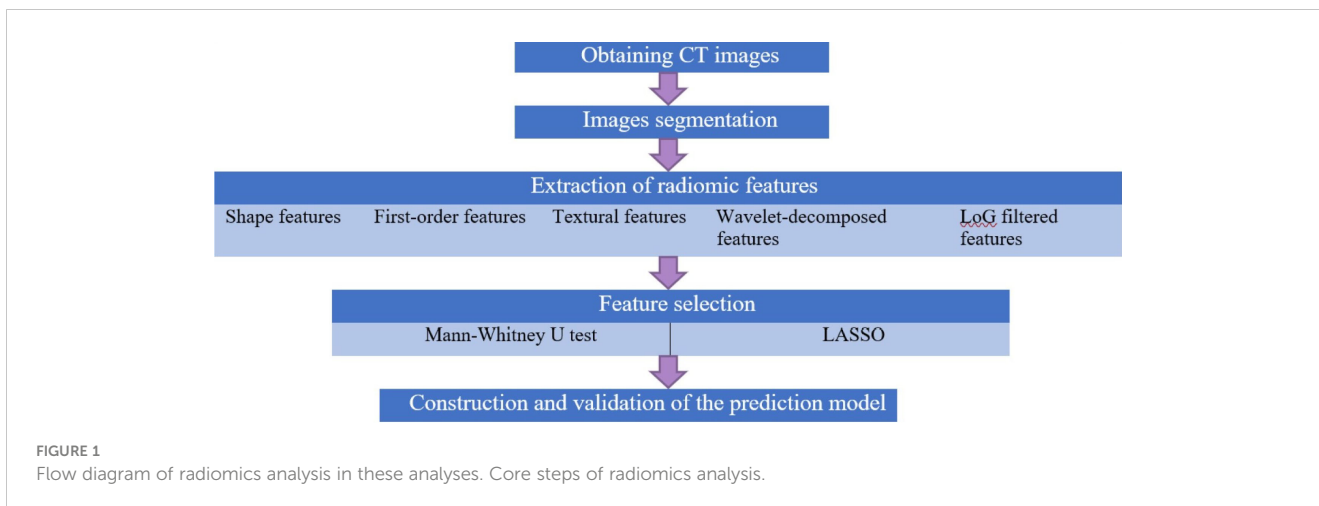 Obtaining CT images
Images segmentation
Extraction of radiomic features
Shape features First-order features Textural features Wavelet-decomposed features LoG filtered features
Feature selection
Mann-Whitney U test LASSO
Construction and validation of the prediction model
FIGURE 1
Flow diagram of radiomics analysis in these analyses. Core steps of radiomics analysis.